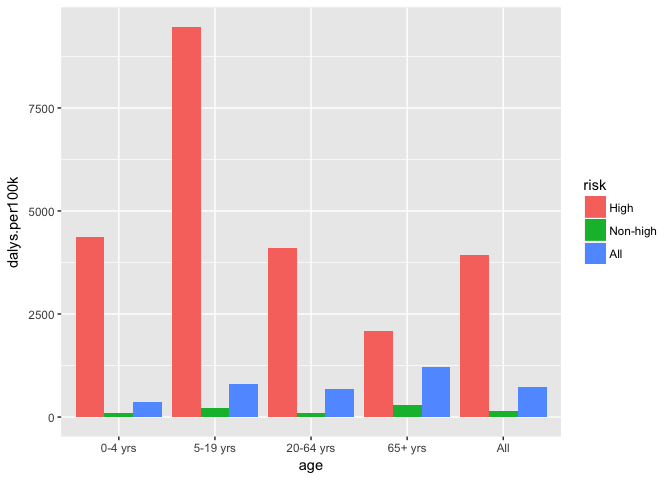 dalys.per100k
7500
5000
2500
0
0-4 yrs
5-19 yrs
20-64 yrs
65+ yrs
All
age
risk
High
Non-high
All